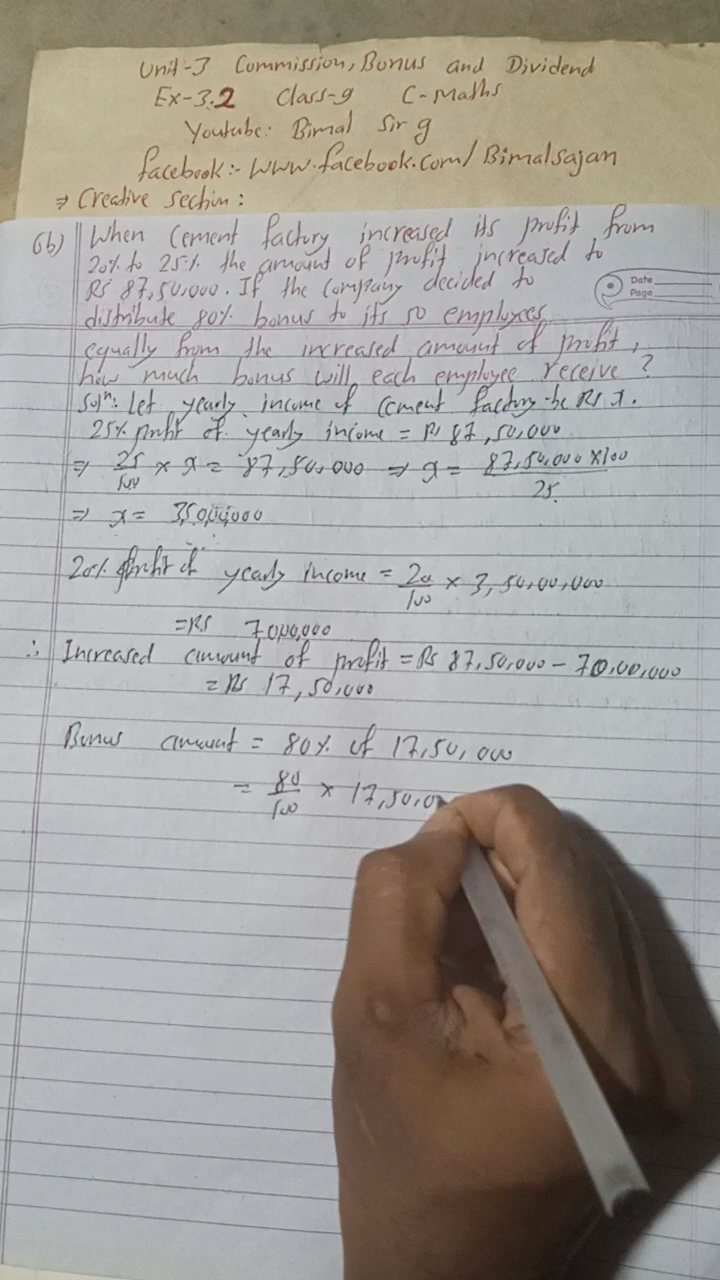 Unit-3 Commission, Bonus and Dividend
Ex-3.2 Class-9 C-Maths
Youtube: Bimal Sir g
facebook:- www.facebook.com/Bimalsajan
⇒ Creative Section:
6b) When Cement factory increased its profit from
20% to 25% the amount of profit increased to
Rs 87,50,000. If the company decided to
Date
Page
distribute 80% bonus to its 50 employees
equally from the increased amount of profit,
how much bonus will each employee receive?
Solⁿ: Let yearly income of Cement factory be Rs x.
25% profit of yearly income = Rs 87,50,000
⇒ 25/100 × x = 87,50,000 ⇒ x = 87,50,000 × 100 / 25
⇒ x = 35000000
20% profit of yearly income = 20/100 × 3,50,00,000
= Rs 7000,000
∴ Increased amount of profit = Rs 87,50,000 - 70,00,000
= Rs 17,50,000
Bonus amount = 80% of 17,50,000
= 80/100 × 17,50,0